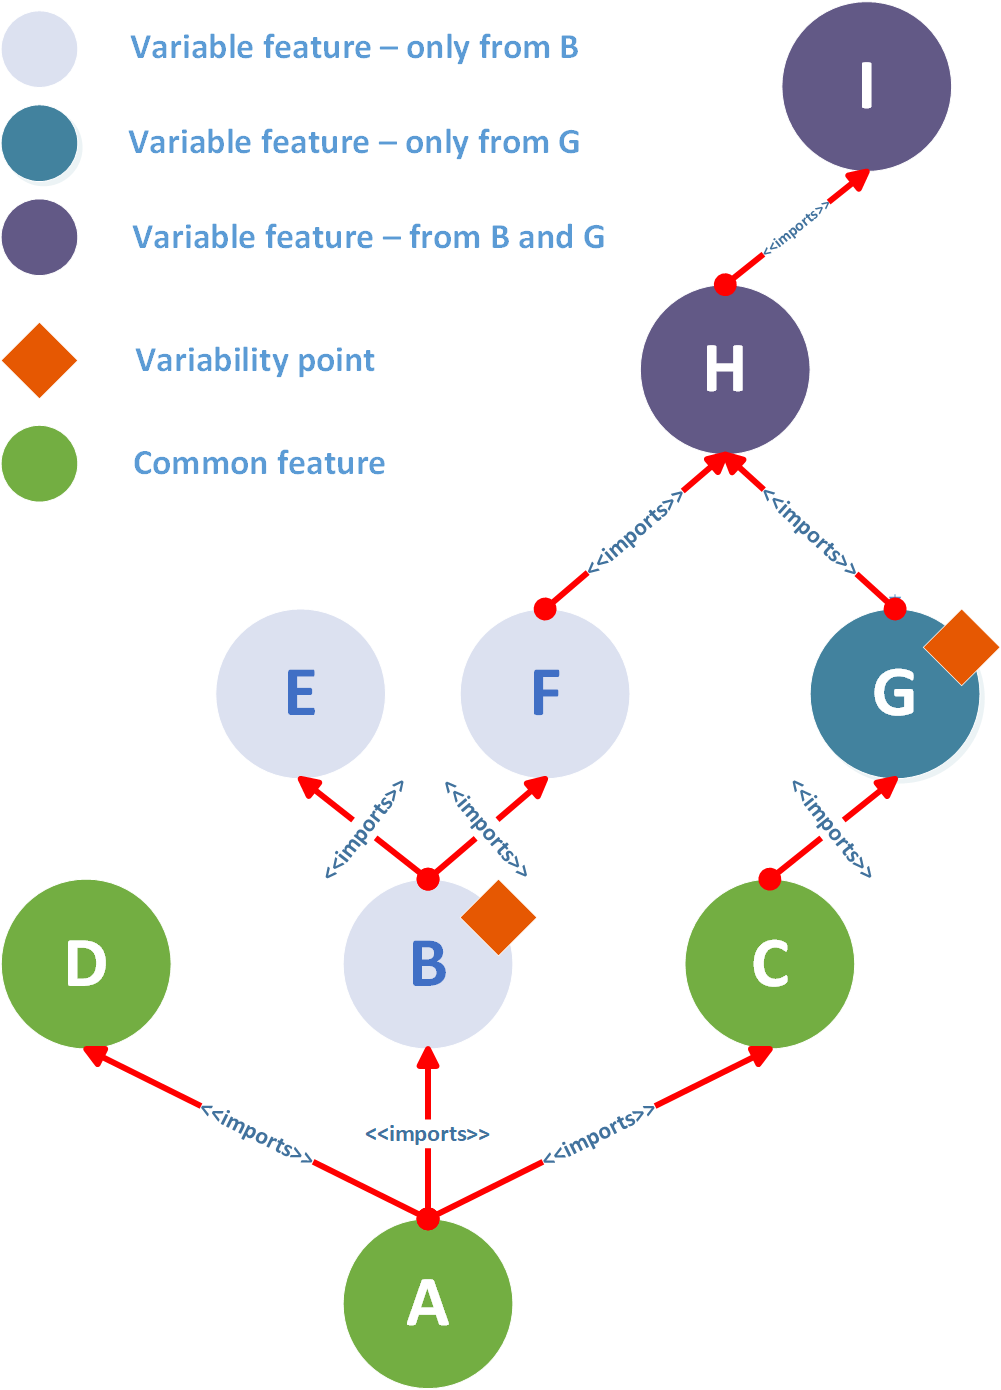 Variable feature – only from B
Variable feature – only from G
Variable feature – from B and G
Variability point
Common feature
I
<<imports>>
H
<<imports>> <<imports>>
E F G
<<imports>> <<imports>> <<imports>>
D B C
<<imports>> <<imports>> <<imports>>
A